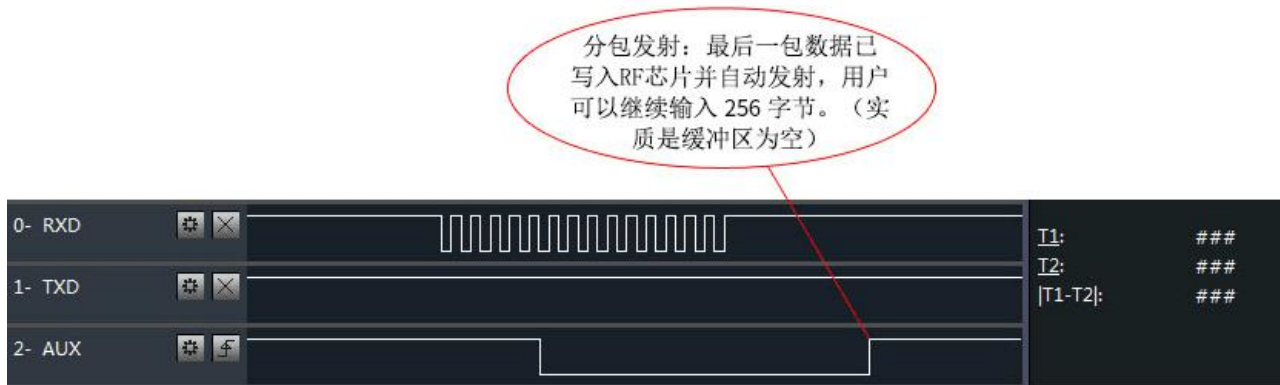 分包发射：最后一包数据已
写入RF芯片并自动发射，用户
可以继续输入 256 字节。（实
质是缓冲区为空）
0- RXD
T1: ###
1- TXD
T2: ###
|T1-T2|: ###
2- AUX